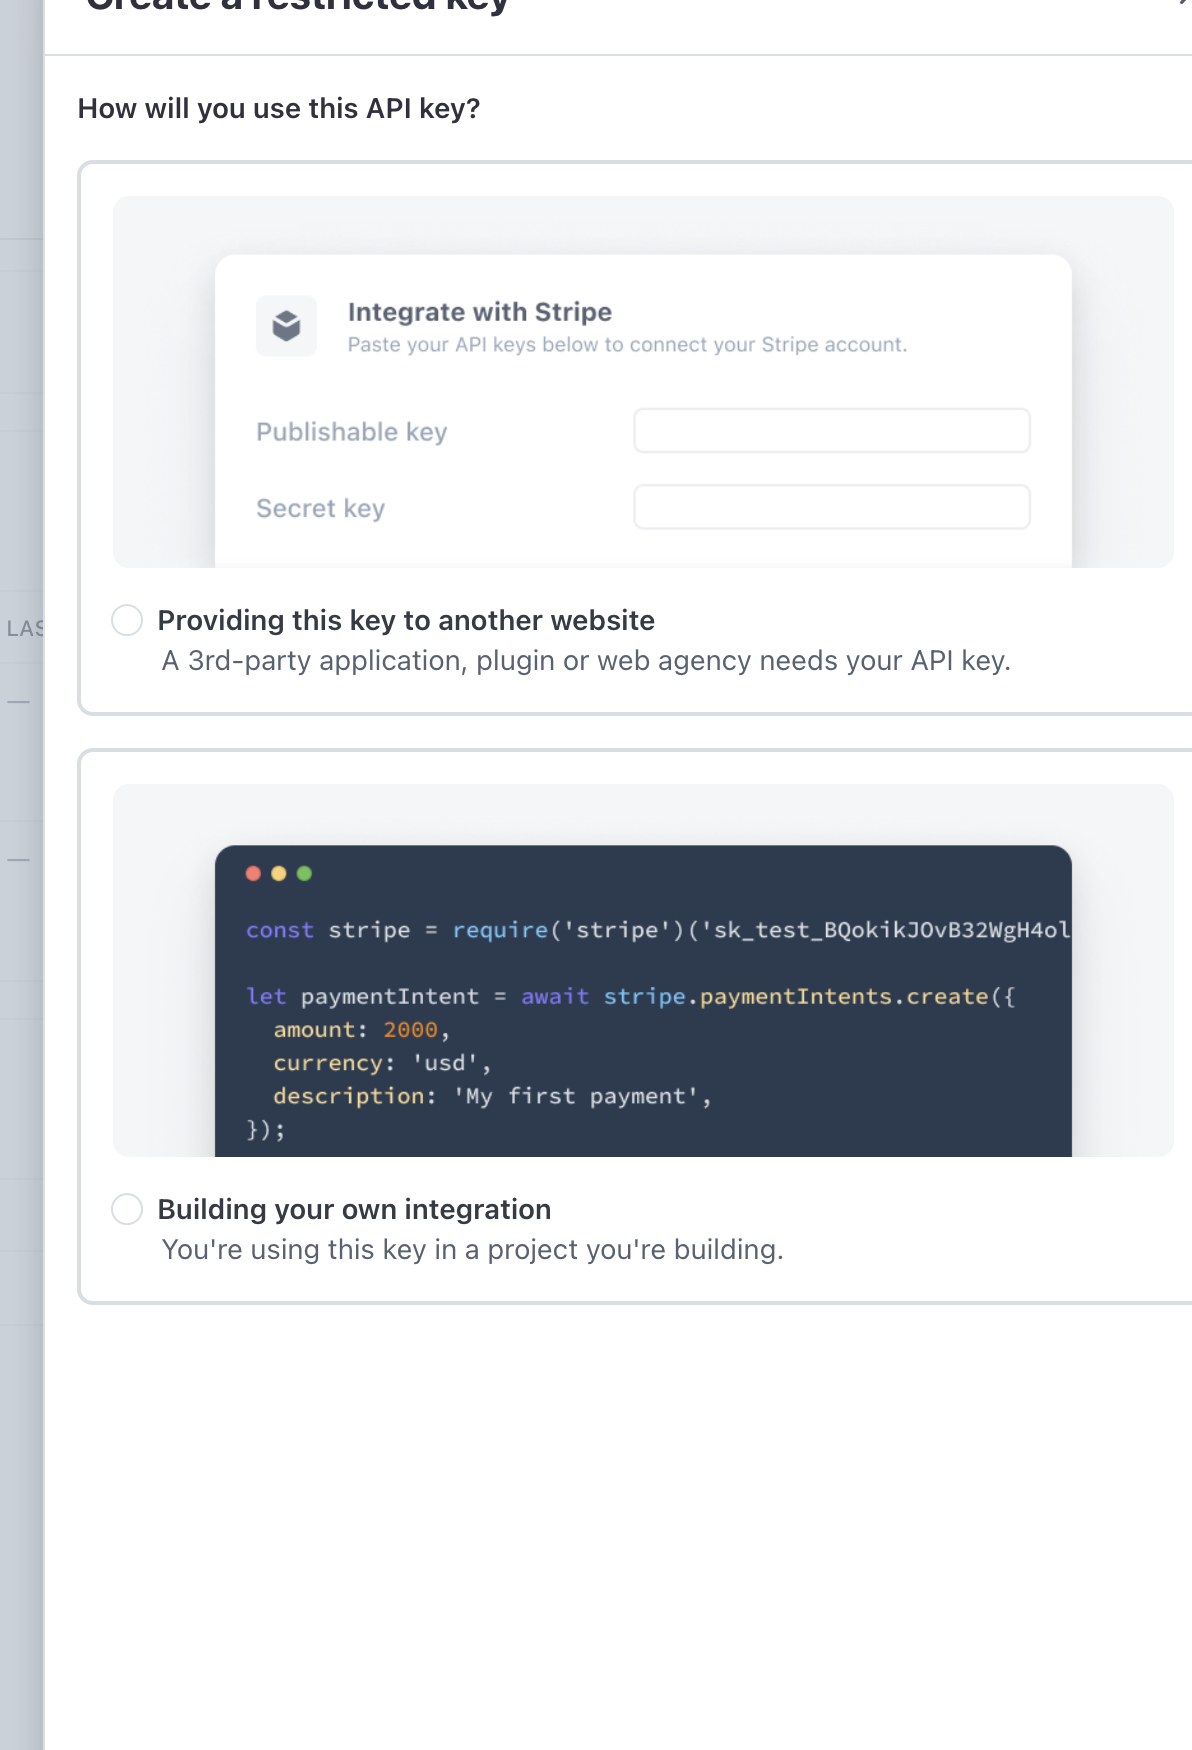 Create a restricted key
How will you use this API key?
Integrate with Stripe
Paste your API keys below to connect your Stripe account.
Publishable key
Secret key
Providing this key to another website
A 3rd-party application, plugin or web agency needs your API key.
LAS
const stripe = require('stripe')('sk_test_BQokikJOvB32WgH4ol
let paymentIntent = await stripe.paymentIntents.create({
amount: 2000,
currency: 'usd',
description: 'My first payment',
});
Building your own integration
You're using this key in a project you're building.